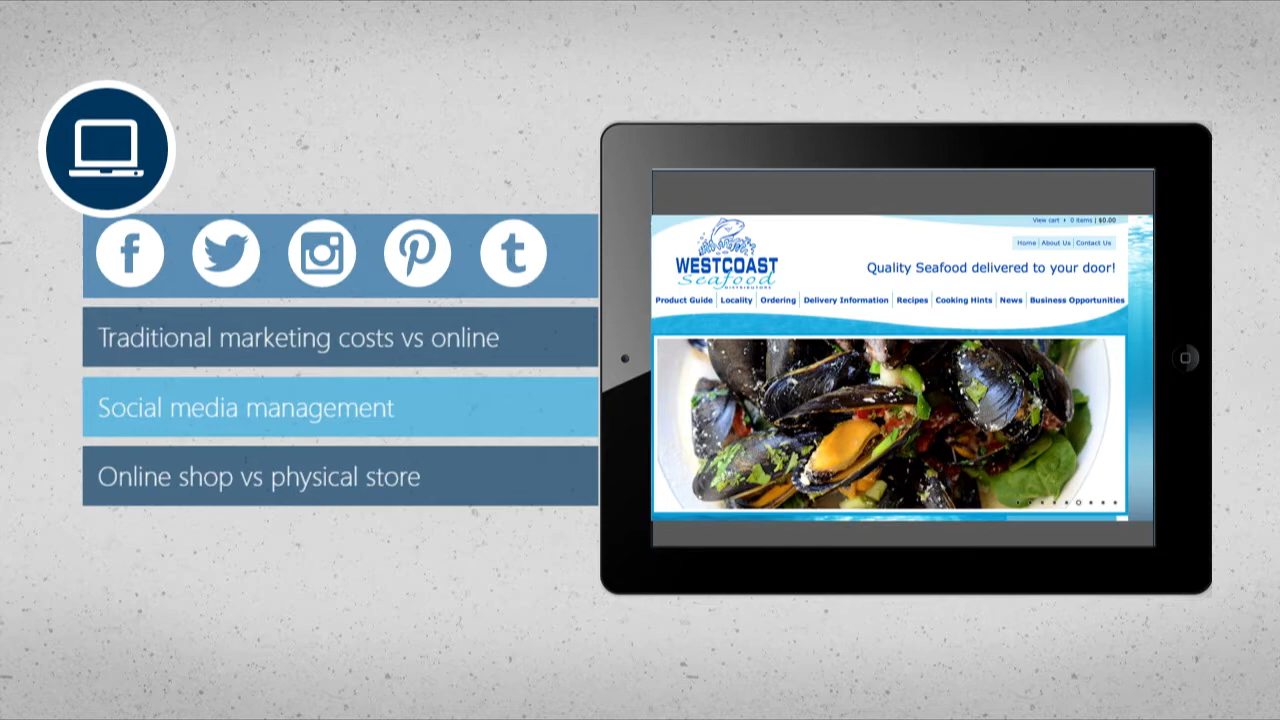 Traditional marketing costs vs online
Social media management
Online shop vs physical store
View cart 0 items | $0.00
Home About Us Contact Us
WESTCOAST
Seafood
DISTRIBUTORS
Quality Seafood delivered to your door!
Product Guide Locality Ordering Delivery Information Recipes Cooking Hints News Business Opportunities